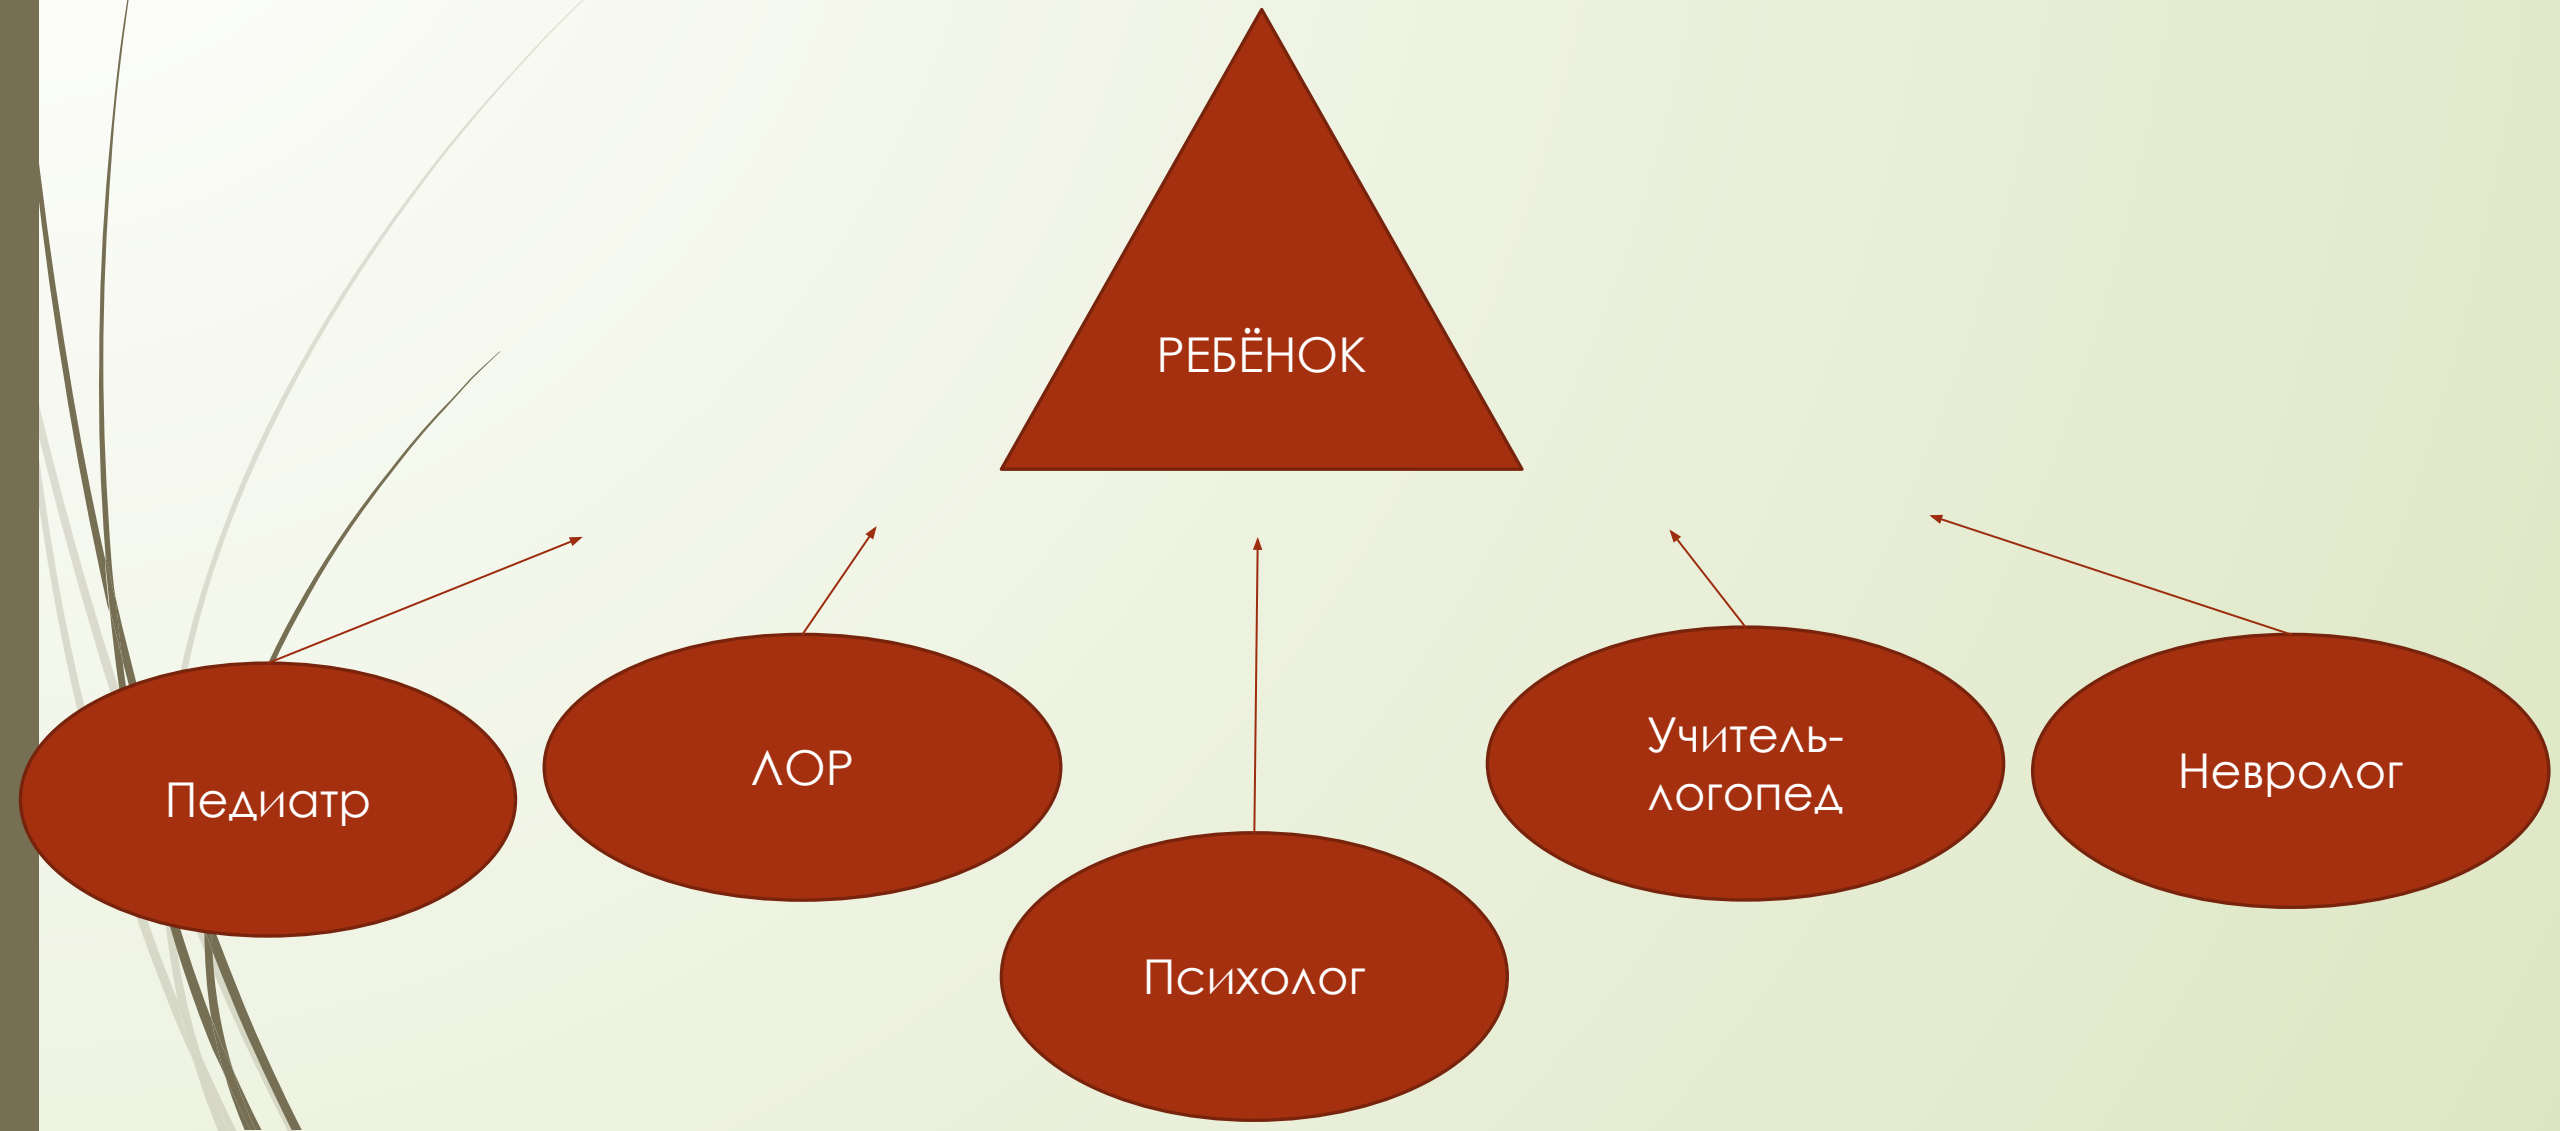 РЕБЁНОК
Педиатр
ЛОР
Психолог
Учитель-
логопед
Невролог